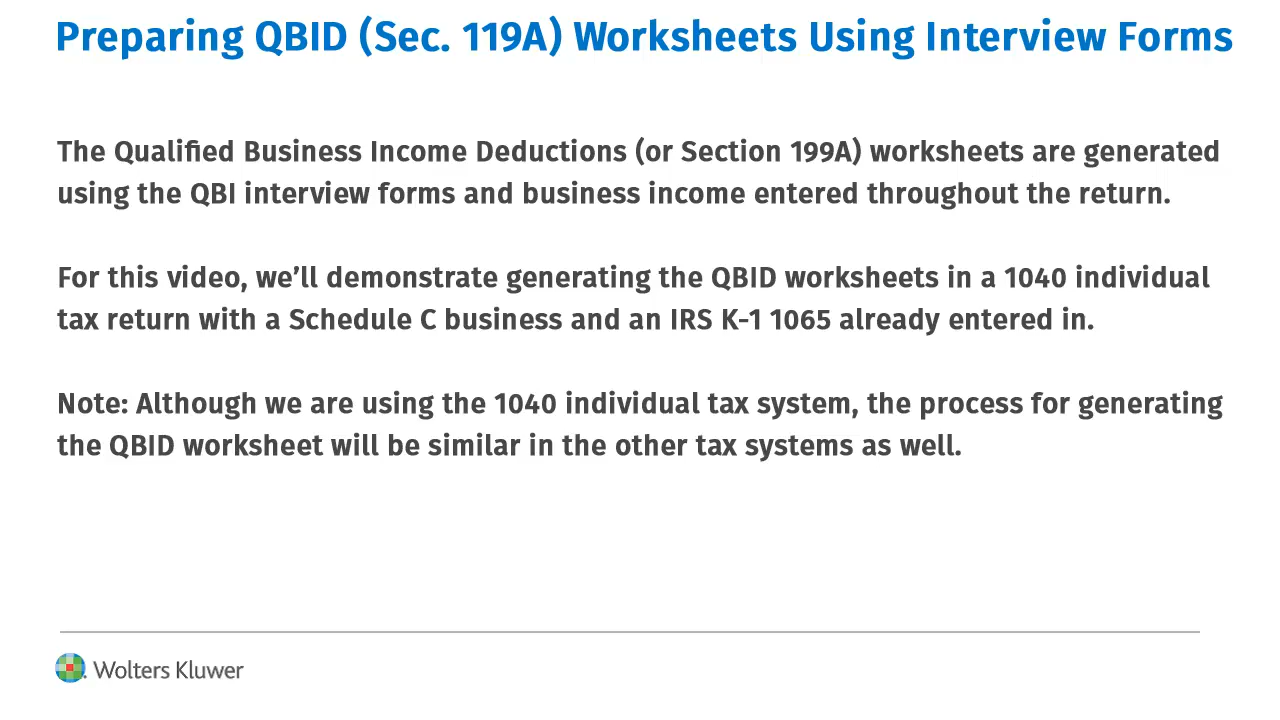 Preparing QBID (Sec. 119A) Worksheets Using Interview Forms
The Qualified Business Income Deductions (or Section 199A) worksheets are generated
using the QBI interview forms and business income entered throughout the return.
For this video, we’ll demonstrate generating the QBID worksheets in a 1040 individual
tax return with a Schedule C business and an IRS K-1 1065 already entered in.
Note: Although we are using the 1040 individual tax system, the process for generating
the QBID worksheet will be similar in the other tax systems as well.
Wolters Kluwer